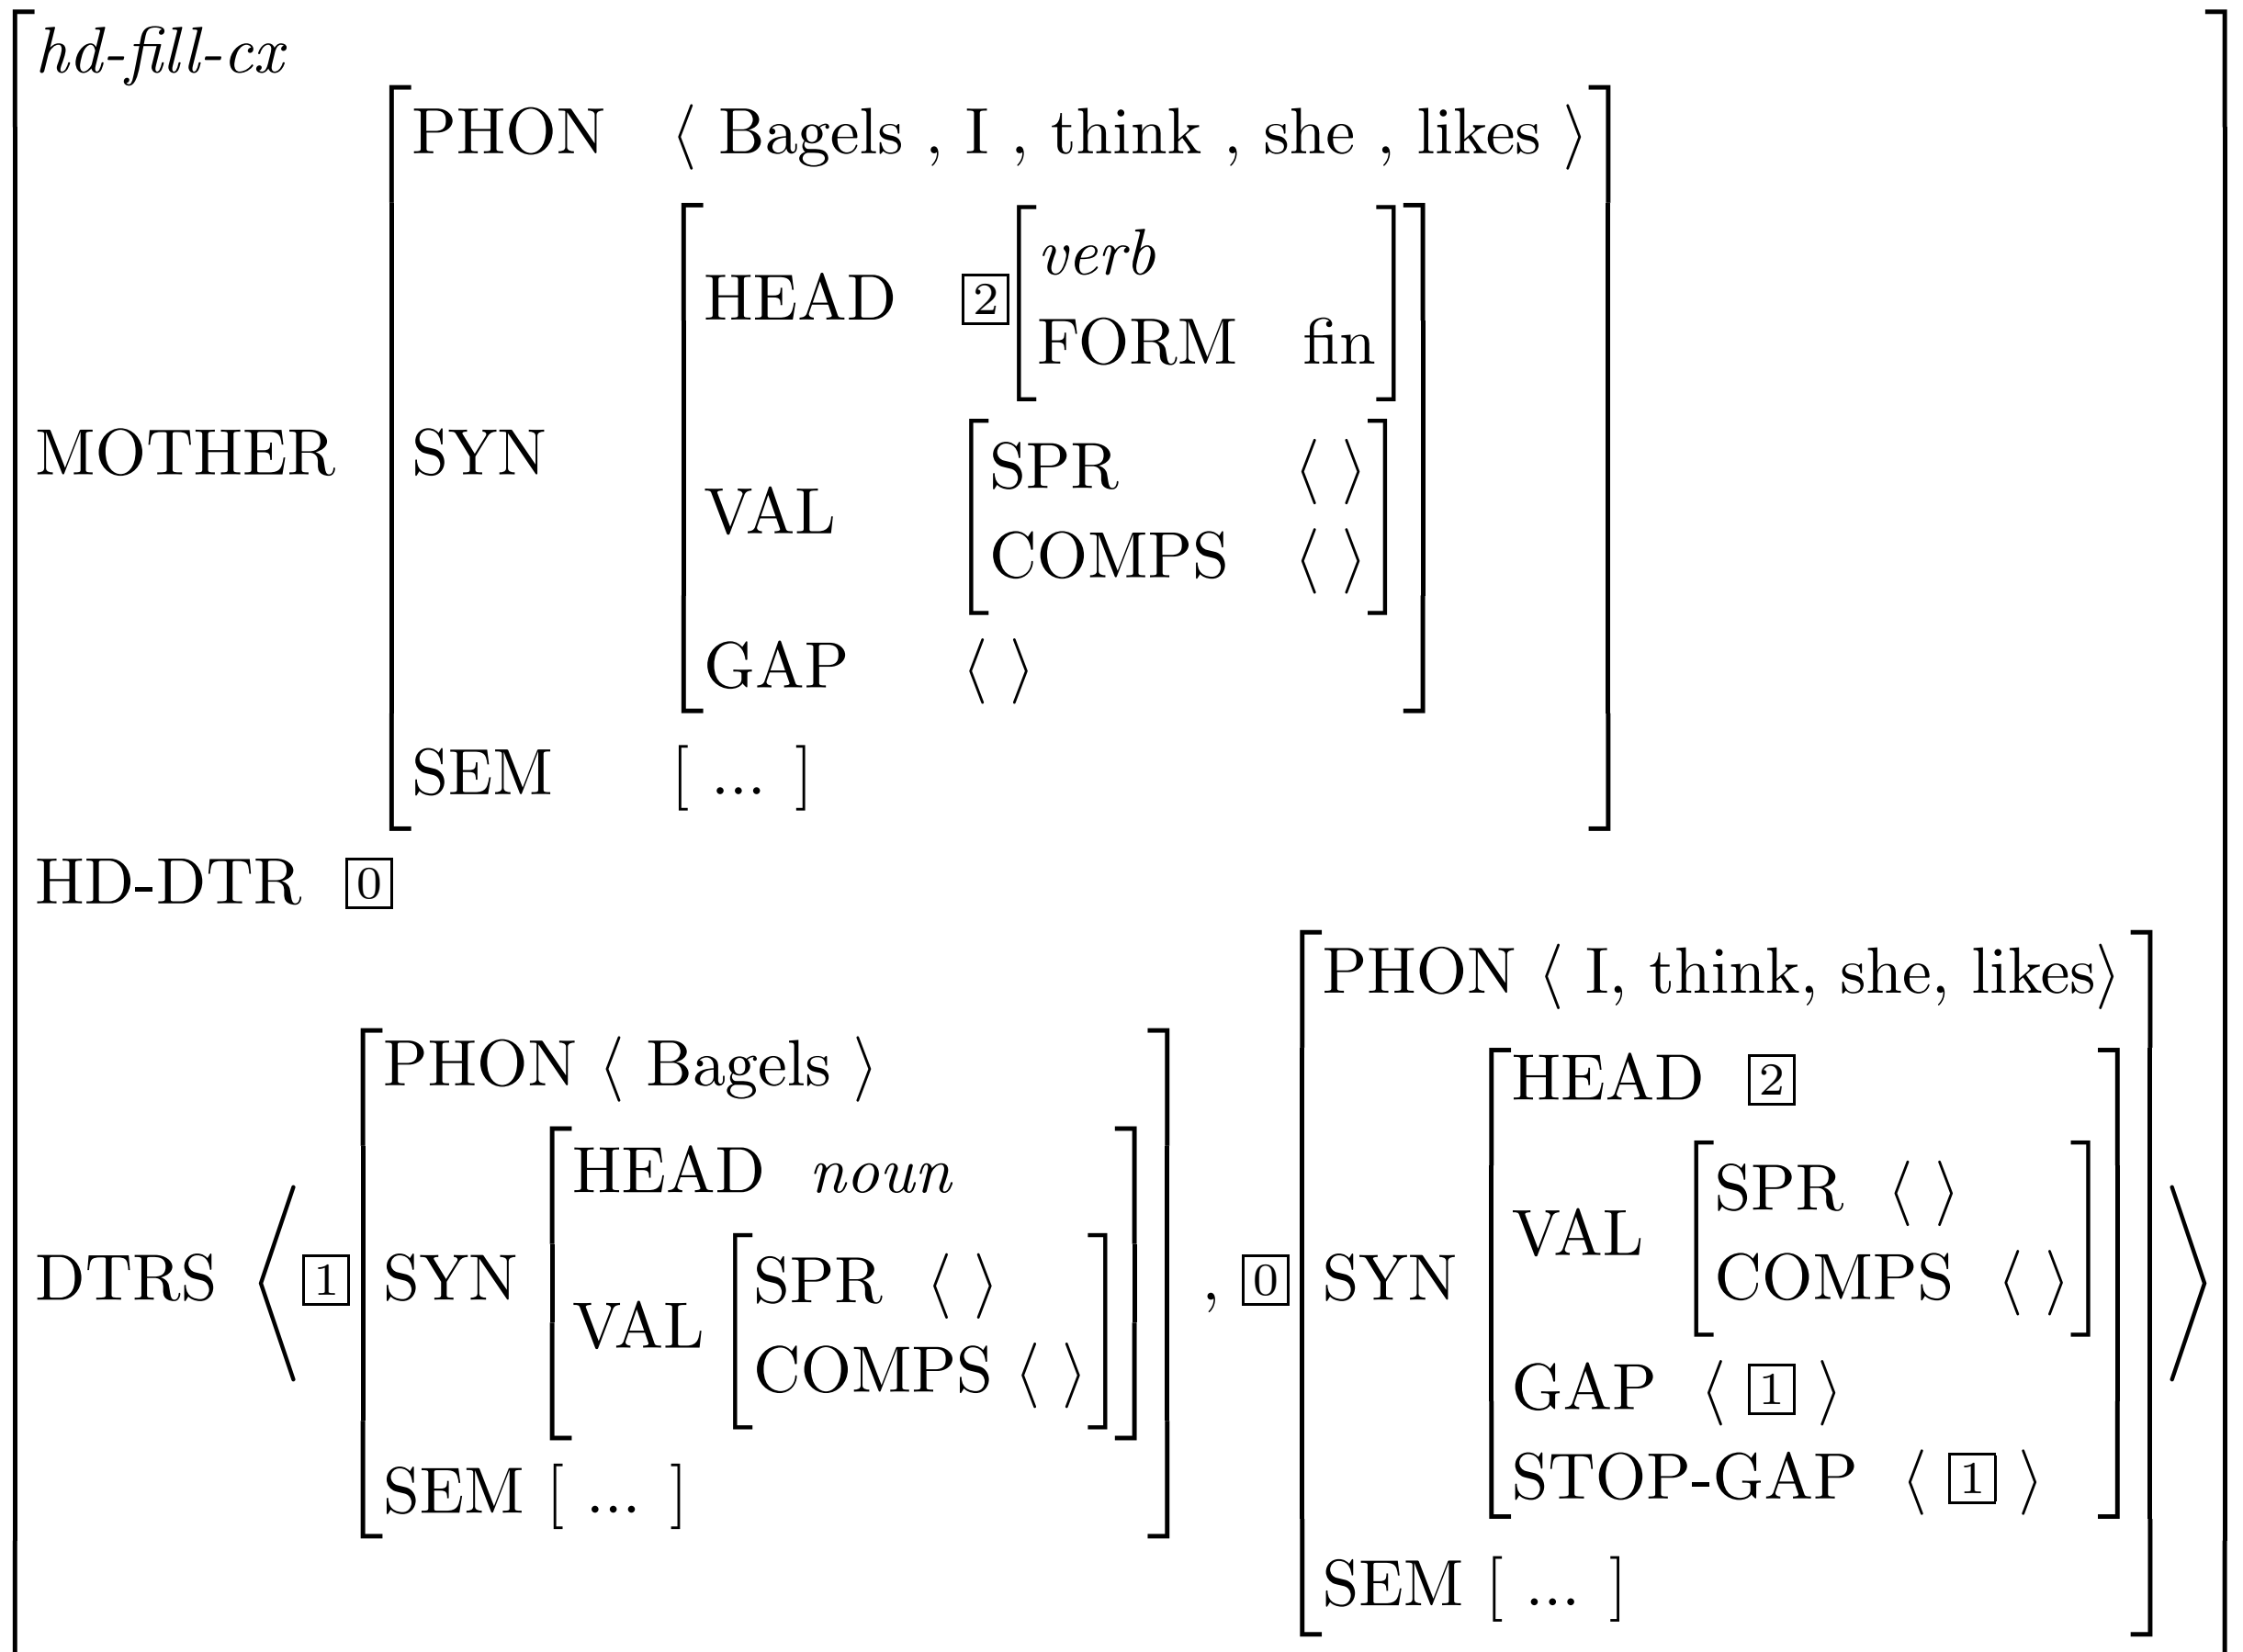 hd-fill-cx
PHON ⟨ Bagels , I , think , she , likes ⟩
HEAD [2] verb
FORM fin
MOTHER SYN
VAL SPR ⟨ ⟩
COMPS ⟨ ⟩
GAP ⟨ ⟩
SEM [ ... ]
HD-DTR [0]
DTRS ⟨ [1] PHON ⟨ Bagels ⟩
SYN HEAD noun
VAL SPR ⟨ ⟩
COMPS ⟨ ⟩
SEM [ ... ]
, [0] PHON ⟨ I, think, she, likes⟩
SYN HEAD [2]
VAL SPR ⟨ ⟩
COMPS ⟨ ⟩
GAP ⟨ [1] ⟩
STOP-GAP ⟨ [1] ⟩
SEM [ ... ] ⟩